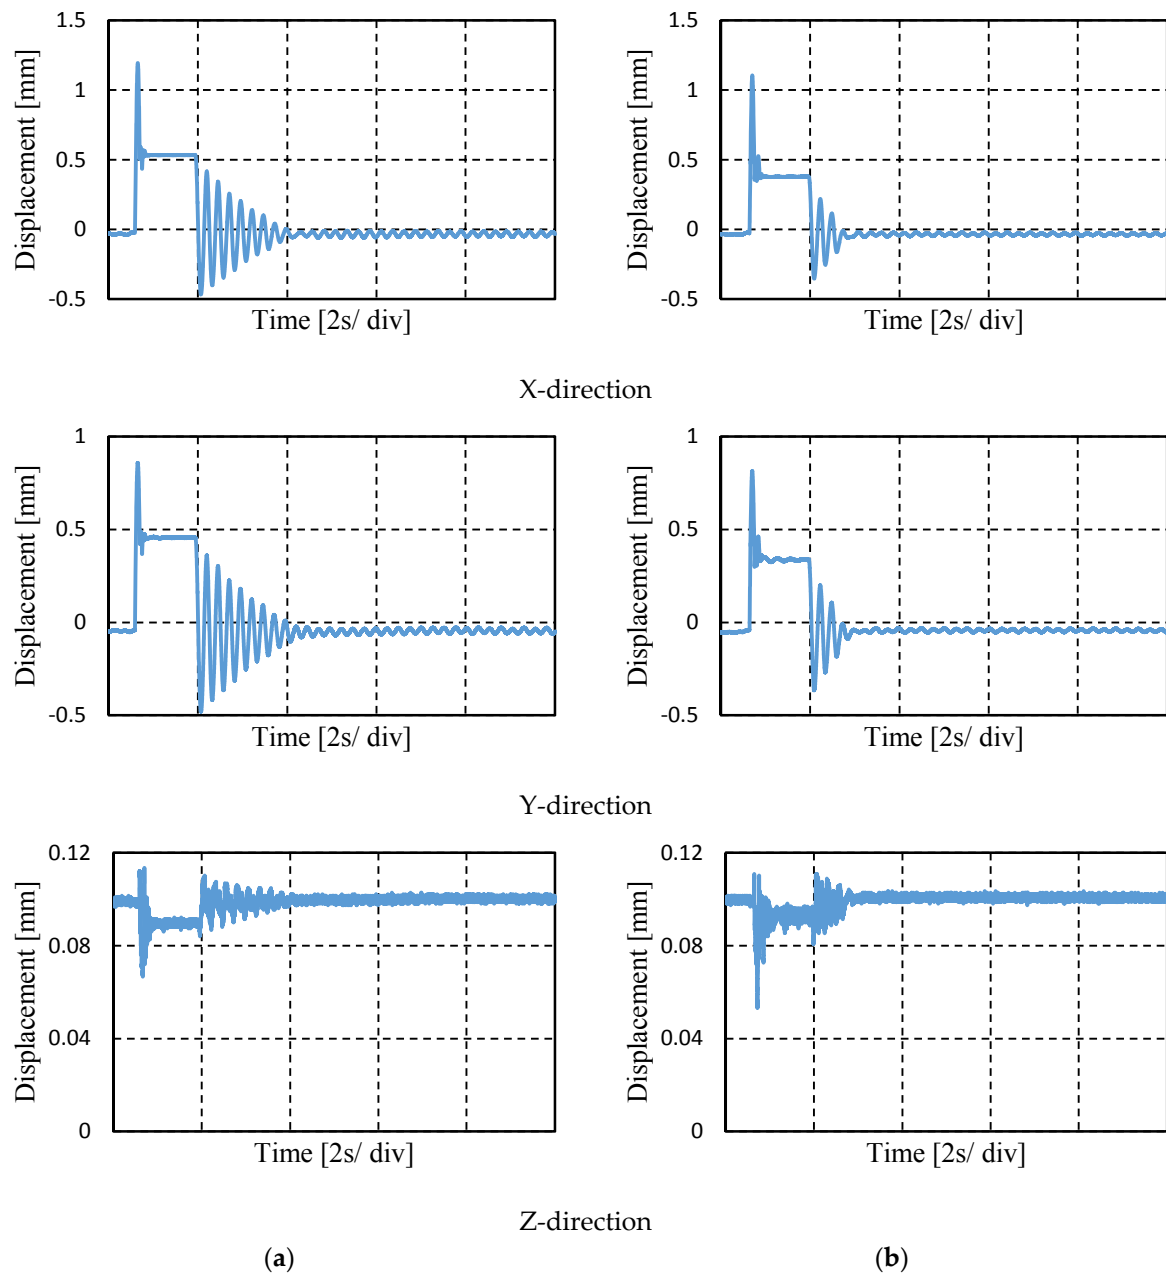 1.5
1
0.5
0
-0.5
Displacement [mm]
Time [2s/ div]
1.5
1
0.5
0
-0.5
Displacement [mm]
Time [2s/ div]
X-direction
1
0.5
0
-0.5
Displacement [mm]
Time [2s/ div]
1
0.5
0
-0.5
Displacement [mm]
Time [2s/ div]
Y-direction
0.12
0.08
0.04
0
Displacement [mm]
Time [2s/ div]
0.12
0.08
0.04
0
Displacement [mm]
Time [2s/ div]
Z-direction
(a)
(b)